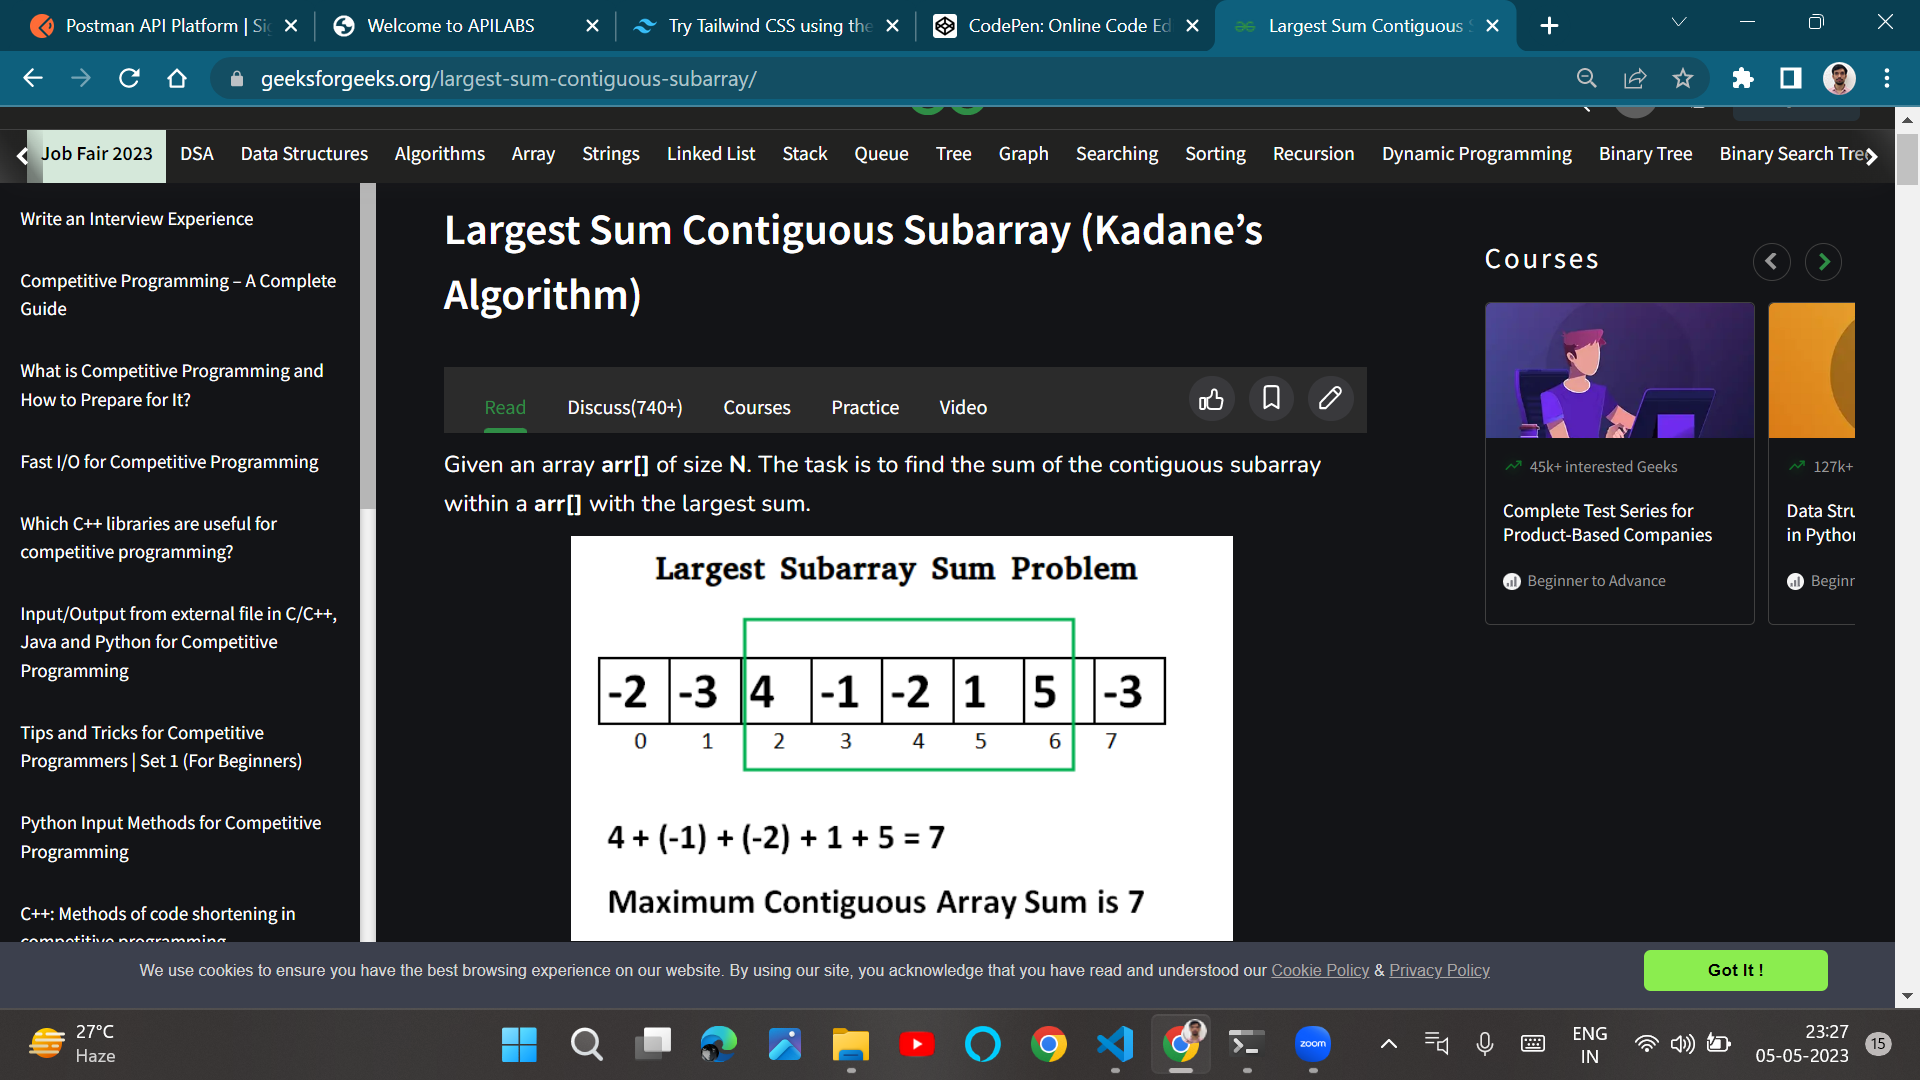 Postman API Platform | Si
Welcome to APILABS
Try Tailwind CSS using the
CodePen: Online Code Ed
Largest Sum Contiguous S
geeksforgeeks.org/largest-sum-contiguous-subarray/
Job Fair 2023
DSA
Data Structures
Algorithms
Array
Strings
Linked List
Stack
Queue
Tree
Graph
Searching
Sorting
Recursion
Dynamic Programming
Binary Tree
Binary Search Tree
Write an Interview Experience
Competitive Programming – A Complete
Guide
What is Competitive Programming and
How to Prepare for It?
Fast I/O for Competitive Programming
Which C++ libraries are useful for
competitive programming?
Input/Output from external file in C/C++,
Java and Python for Competitive
Programming
Tips and Tricks for Competitive
Programmers | Set 1 (For Beginners)
Python Input Methods for Competitive
Programming
C++: Methods of code shortening in
competitive programming
Largest Sum Contiguous Subarray (Kadane’s
Algorithm)
Read
Discuss(740+)
Courses
Practice
Video
Given an array arr[] of size N. The task is to find the sum of the contiguous subarray
within a arr[] with the largest sum.
Largest Subarray Sum Problem
-2 -3 4 -1 -2 1 5 -3
0 1 2 3 4 5 6 7
4 + (-1) + (-2) + 1 + 5 = 7
Maximum Contiguous Array Sum is 7
Courses
45k+ interested Geeks
Complete Test Series for
Product-Based Companies
Beginner to Advance
127k+
Data Stru
in Python
Beginn
We use cookies to ensure you have the best browsing experience on our website. By using our site, you acknowledge that you have read and understood our Cookie Policy & Privacy Policy
Got It !
27°C
Haze
zoom
ENG
IN
23:27
05-05-2023
15